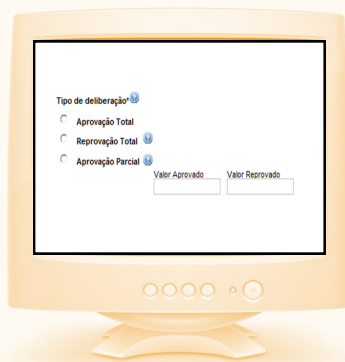 Tipo de deliberação*
Aprovação Total
Reprovação Total
Aprovação Parcial
Valor Aprovado Valor Reprovado